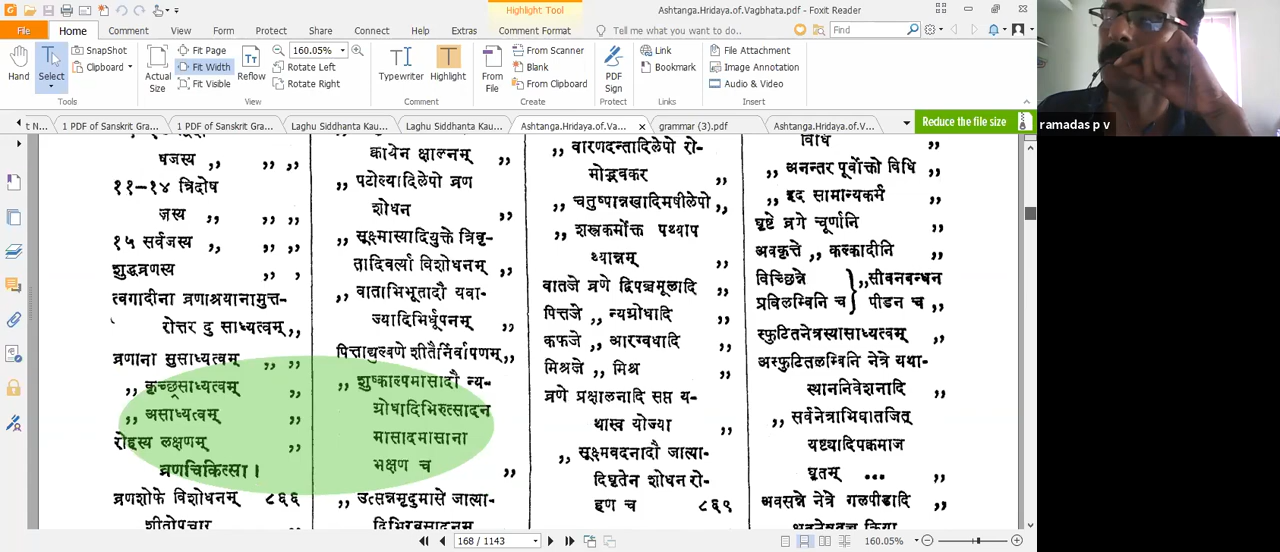 Highlight Tool
Ashtanga.Hridaya.of.Vagbhata.pdf - Foxit Reader
File Home Comment View Form Protect Share Connect Help Extras Comment Format Tell me what you want to do... Find
Hand
Select
SnapShot
Clipboard
Tools
Actual Size
Fit Page
Fit Width
Fit Visible
Reflow
160.05%
Rotate Left
Rotate Right
View
Typewriter Highlight
Comment
From File
From Scanner
Blank
From Clipboard
Create
PDF Sign
Protect
Link
Bookmark
Links
File Attachment
Image Annotation
Audio & Video
Insert
t N... 1 PDF of Sanskrit Gra... 1 PDF of Sanskrit Gra... Laghu Siddhanta Kau... Laghu Siddhanta Kau... Ashtanga.Hridaya.of.V... grammar (3).pdf Ashtanga.Hridaya.of.V... Reduce the file size
ramadas p v
षजस्य ,, ,, ,,
११-१४ त्रिदोष
जस्य ,, ,, ,,
१५ सर्वजस्य ,, ,, ,,
शुद्धव्रणस्य ,, ,
त्वगादीना व्रणाश्रयानामुत्त-
रोत्तर दु साध्यत्वम् ,,
व्रणाना सुसाध्यत्वम् ,, ,,
,, कृच्छ्रसाध्यत्वम् ,,
,, असाध्यत्वम् ,,
रोहस्य लक्षणम् ,,
व्रणचिकित्सा ।
व्रणशोफे विशोधनम् ८६६
शीतोपचार
क्वाथेन क्षालनम् ,,
,, पटोल्यादिलेपो व्रण
शोधन ,,
,, सूक्ष्मास्यादियुक्ते त्रिवृ-
तादिवर्त्या विशोधनम् ,,
,, वाताभिभूतादौ यवा-
ज्यादिभिर्धूपनम् ,,
पित्ताद्युल्वणे शीतैर्निर्वापणम् ,,
,, शुष्काल्पमासादौ न्य-
ग्रोधादिभिरुत्सादन
मासादमासाना
भक्षण च ,,
,, उत्सन्नमृदुमासे जात्या-
दिभिरवसादनम्
,, वारणदन्तादिलेपो रो-
मोद्भवकर ,,
,, चतुष्पान्नखादिमषीलेपो ,,
,, शस्त्रकर्मोक्त पथ्याप
थ्यान्नम् ,,
वातजे व्रणे द्विपञ्चमूलादि ,,
पित्तजे ,, न्यग्रोधादि ,,
कफजे ,, आरग्वधादि ,,
मिश्रजे ,, मिश्र ,,
व्रणे प्रक्षालनादि सप्त य-
थास्व योज्या ,,
,, सूक्ष्मवदनादौ जात्या-
दिघृतेन शोधन रो-
हण च ८६९
विधि ,,
,, अनन्तर पूर्वोक्तो विधि ,,
,, इद सामान्यकर्म ,,
घृष्टे व्रणे चूर्णानि ,,
अवकृत्ते ,, कल्कादीनि ,,
विच्छिन्ने } ,, सीवनबन्धन
प्रविलम्बिनि च } पीडन च ,,
स्फुटितनेत्रस्यासाध्यत्वम् ,,
अस्फुटितलम्बिनि नेत्रे यथा-
स्थाननिवेशनादि ,,
,, सर्वनेत्राभिघातजित्
यष्ट्यादिपक्वमाज
घृतम् ... ,,
अवसन्ने नेत्रे गलपीडादि ,,
168 / 1143
160.05%